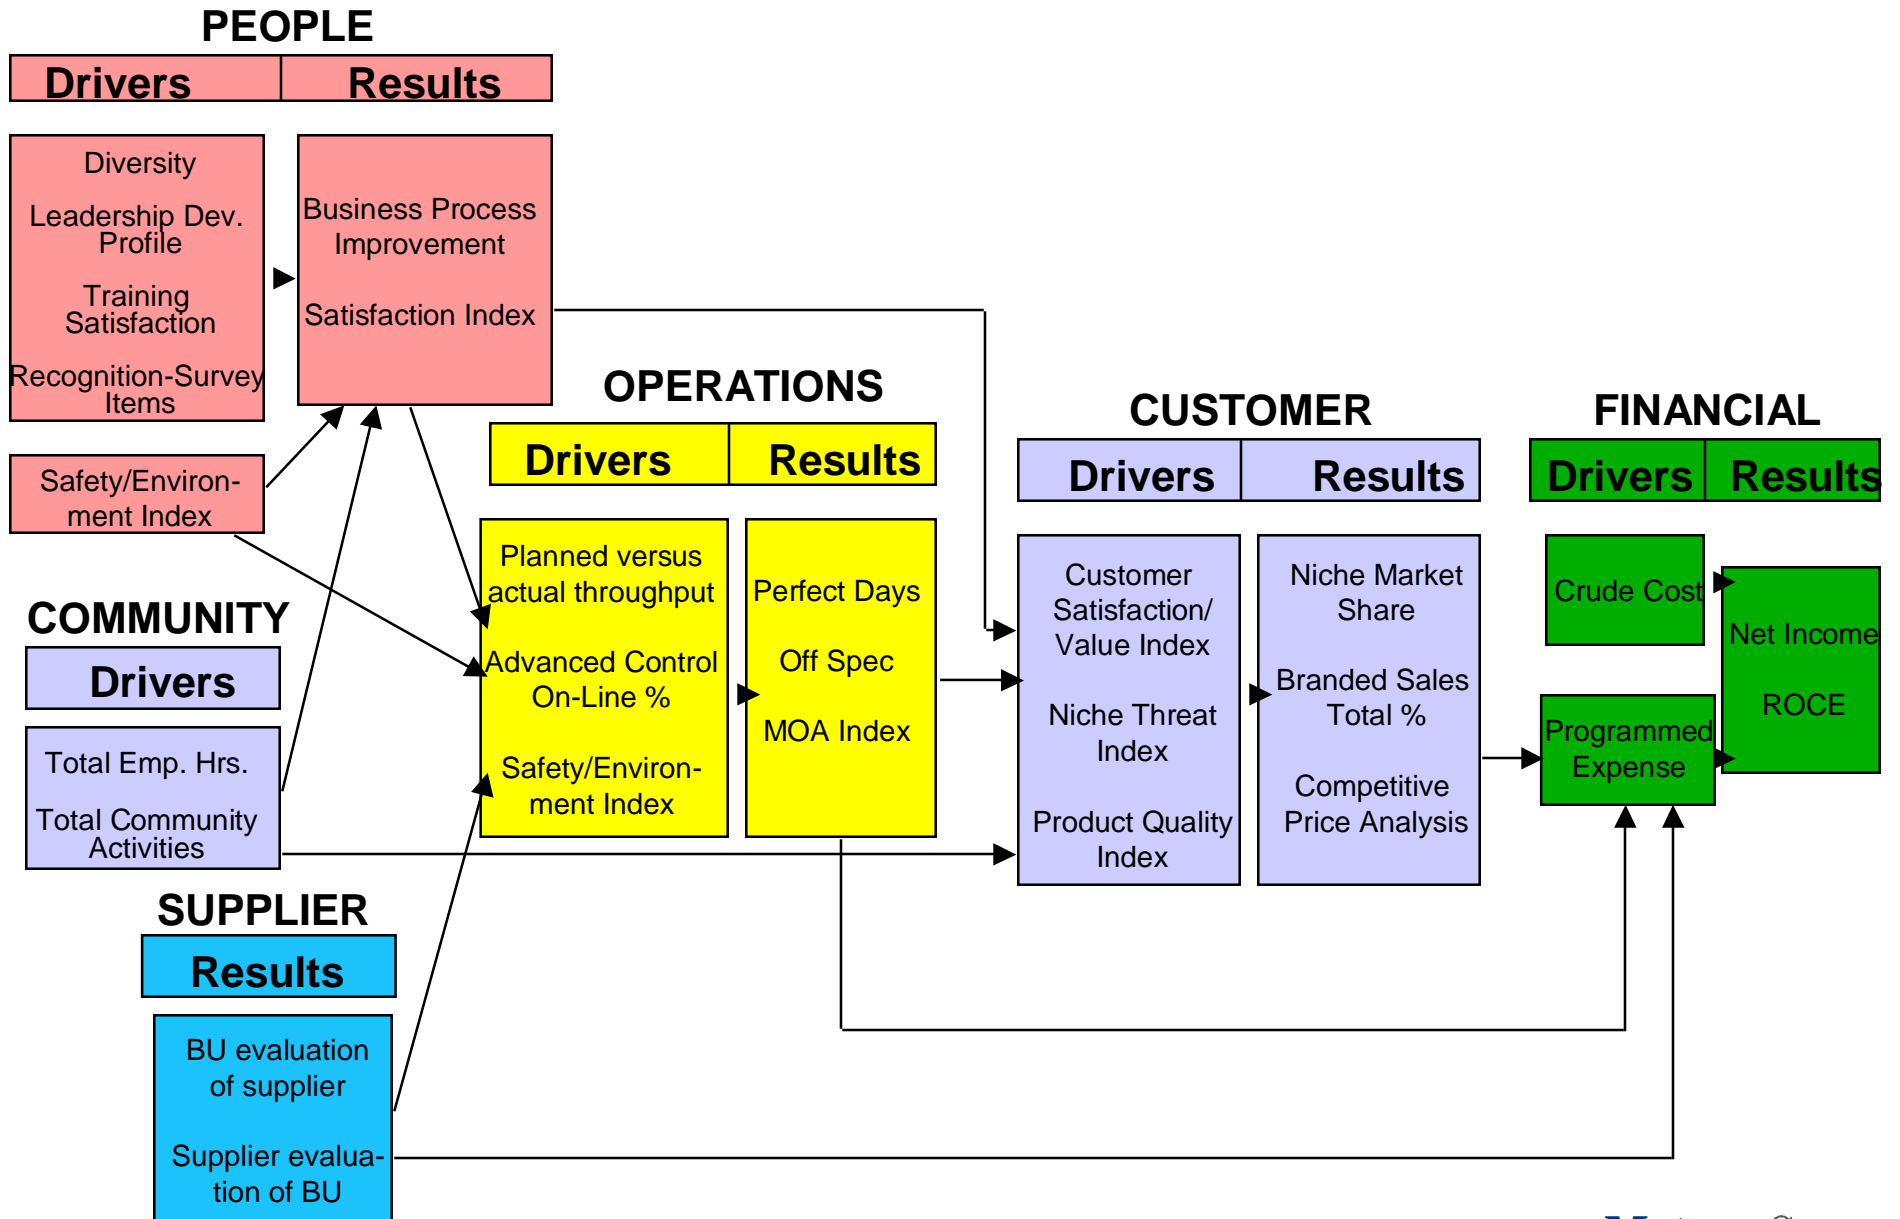 PEOPLE
Drivers
Results
Diversity
Leadership Dev.
Profile
Training
Satisfaction
Recognition-Survey
Items
Business Process
Improvement
Satisfaction Index
Safety/Environ-
ment Index
COMMUNITY
Drivers
Total Emp. Hrs.
Total Community
Activities
SUPPLIER
Results
BU evaluation
of supplier
Supplier evalua-
tion of BU
OPERATIONS
Drivers
Results
Planned versus
actual throughput
Advanced Control
On-Line %
Safety/Environ-
ment Index
Perfect Days
Off Spec
MOA Index
CUSTOMER
Drivers
Results
Customer
Satisfaction/
Value Index
Niche Threat
Index
Product Quality
Index
Niche Market
Share
Branded Sales
Total %
Competitive
Price Analysis
FINANCIAL
Drivers
Results
Crude Cost
Programmed
Expense
Net Income
ROCE